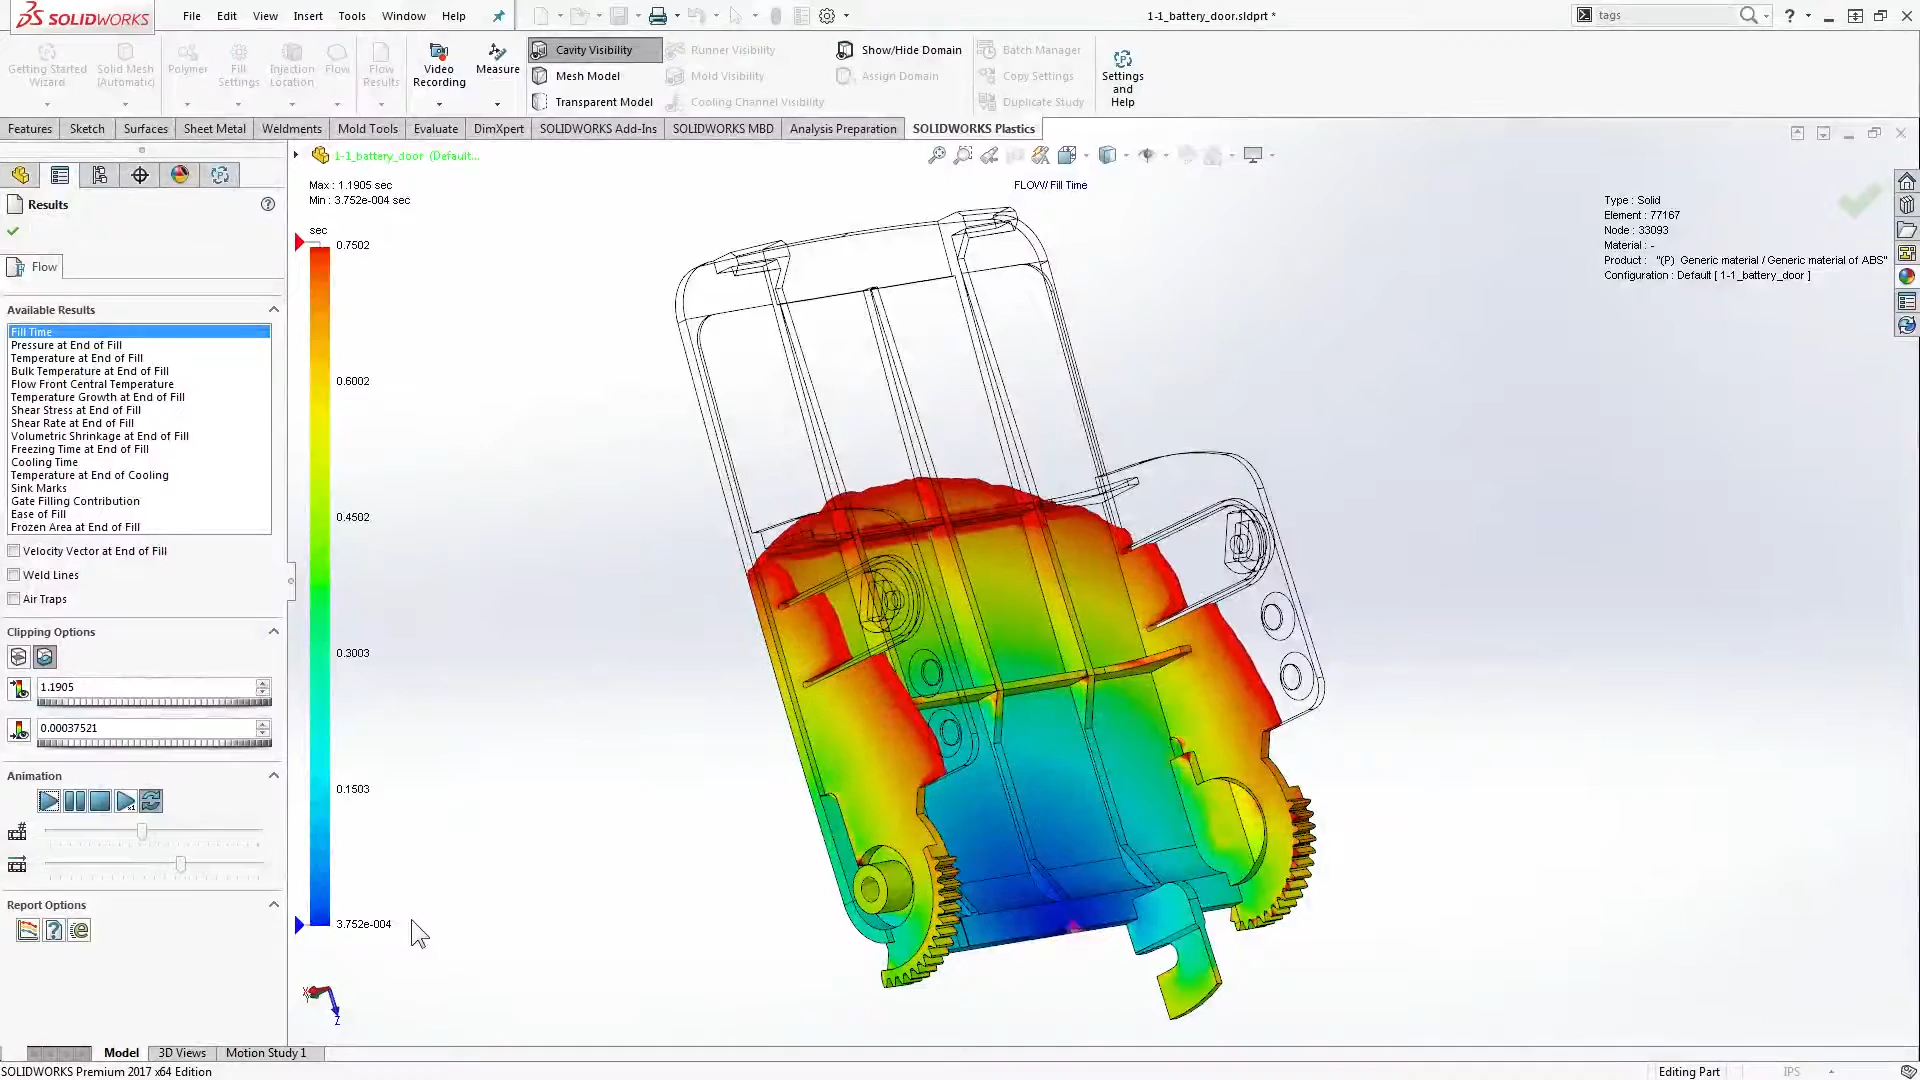 SOLIDWORKS
File Edit View Insert Tools Window Help
1-1_battery_door.sldprt *
tags
Getting Started Wizard
Solid Mesh (Automatic)
Polymer
Fill Settings
Injection Location
Flow
Flow Results
Video Recording
Measure
Cavity Visibility
Mesh Model
Transparent Model
Runner Visibility
Mold Visibility
Cooling Channel Visibility
Show/Hide Domain
Assign Domain
Batch Manager
Copy Settings
Duplicate Study
Settings and Help
Features Sketch Surfaces Sheet Metal Weldments Mold Tools Evaluate DimXpert SOLIDWORKS Add-Ins SOLIDWORKS MBD Analysis Preparation SOLIDWORKS Plastics
1-1_battery_door (Default...
Results
Flow
Available Results
Fill Time
Pressure at End of Fill
Temperature at End of Fill
Bulk Temperature at End of Fill
Flow Front Central Temperature
Temperature Growth at End of Fill
Shear Stress at End of Fill
Shear Rate at End of Fill
Volumetric Shrinkage at End of Fill
Freezing Time at End of Fill
Cooling Time
Temperature at End of Cooling
Sink Marks
Gate Filling Contribution
Ease of Fill
Frozen Area at End of Fill
Velocity Vector at End of Fill
Weld Lines
Air Traps
Clipping Options
1.1905
0.00037521
Animation
Report Options
Max : 1.1905 sec
Min : 3.752e-004 sec
sec
0.7502
0.6002
0.4502
0.3003
0.1503
3.752e-004
FLOW/ Fill Time
Type : Solid
Element : 77167
Node : 33093
Material : -
Product : "(P) Generic material / Generic material of ABS"
Configuration : Default [ 1-1_battery_door ]
X
Z
Model 3D Views Motion Study 1
SOLIDWORKS Premium 2017 x64 Edition
Editing Part
IPS